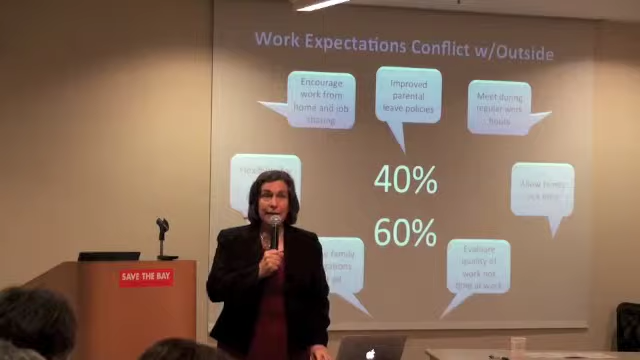 Work Expectations Conflict w/Outside
Encourage
work from
home and job
sharing
Improved
parental
leave policies
Meet during
regular work
hours
40%
60%
Allow family
family
Evaluate
quality of
work not
time at work
SAVE THE BAY